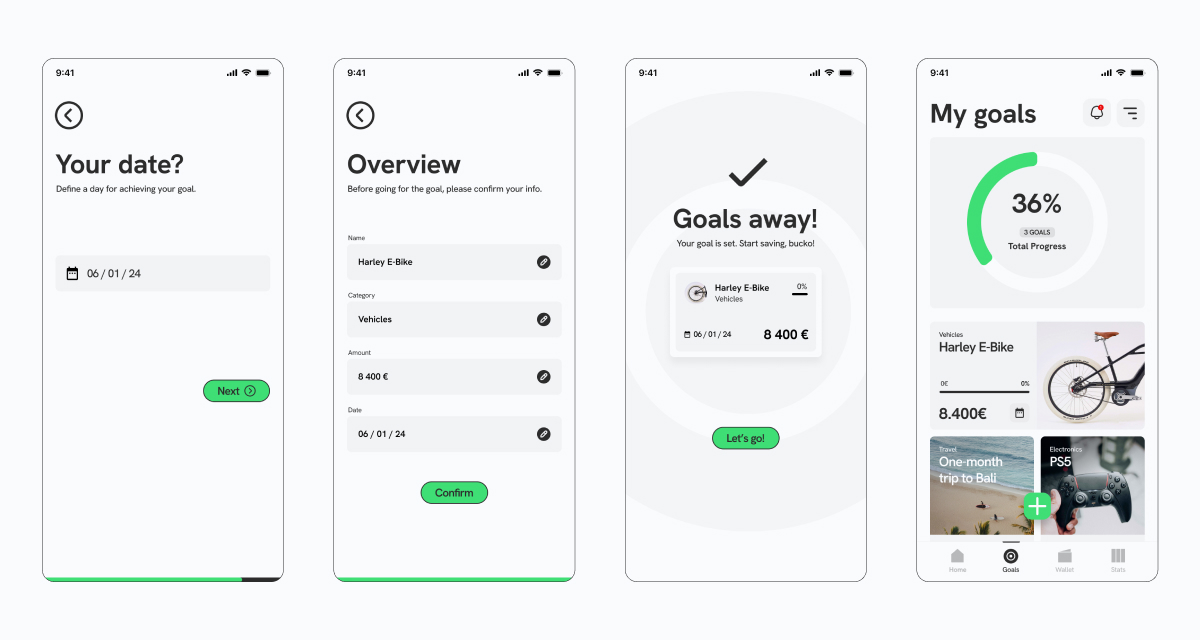 9:41
Your date?
Define a day for achieving your goal.
06 / 01 / 24
Next
9:41
Overview
Before going for the goal, please confirm your info.
Name
Harley E-Bike
Category
Vehicles
Amount
8 400 €
Date
06 / 01 / 24
Confirm
9:41
Goals away!
Your goal is set. Start saving, bucko!
Harley E-Bike
0%
Vehicles
06 / 01 / 24
8 400 €
Let's go!
9:41
My goals
36%
3 GOALS
Total Progress
Vehicles
Harley E-Bike
0€
0%
8.400€
Travel
One-month
trip to Bali
Electronics
PS5
Home
Goals
Wallet
Stats